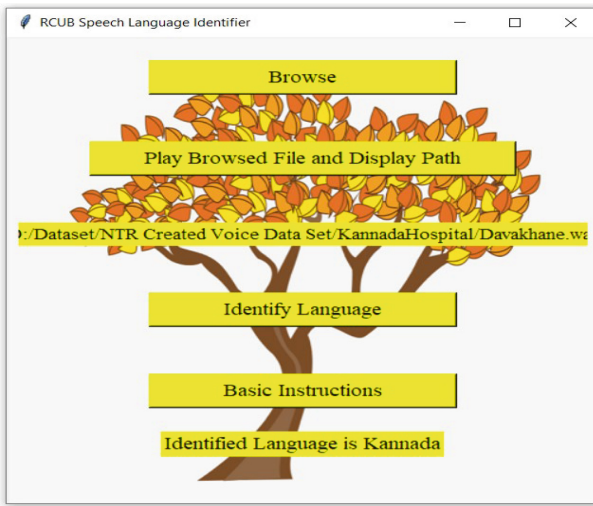 RCUB Speech Language Identifier
Browse
Play Browsed File and Display Path
:/Dataset/NTR Created Voice Data Set/KannadaHospital/Davakhane.wa
Identify Language
Basic Instructions
Identified Language is Kannada